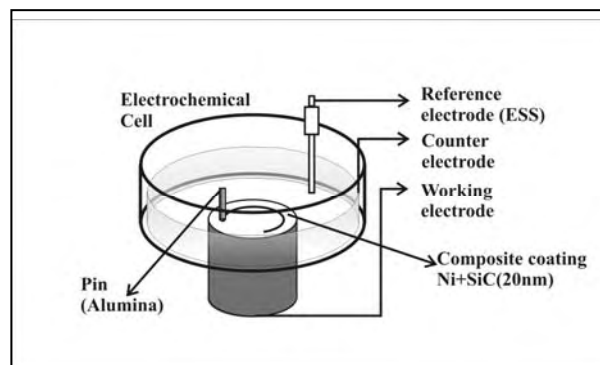 Electrochemical
Cell
Reference
electrode (ESS)
Counter
electrode
Working
electrode
Composite coating
Ni+SiC(20nm)
Pin
(Alumina)